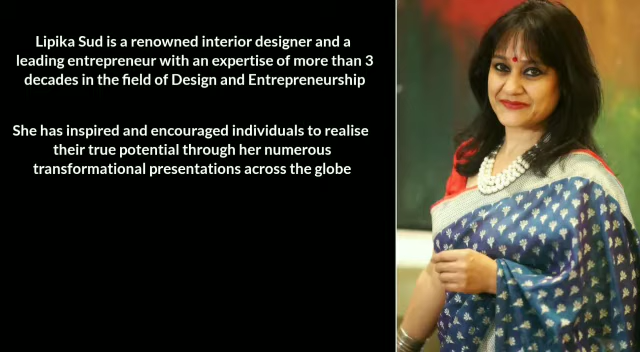 Lipika Sud is a renowned interior designer and a
leading entrepreneur with an expertise of more than 3
decades in the field of Design and Entrepreneurship
She has inspired and encouraged individuals to realise
their true potential through her numerous
transformational presentations across the globe